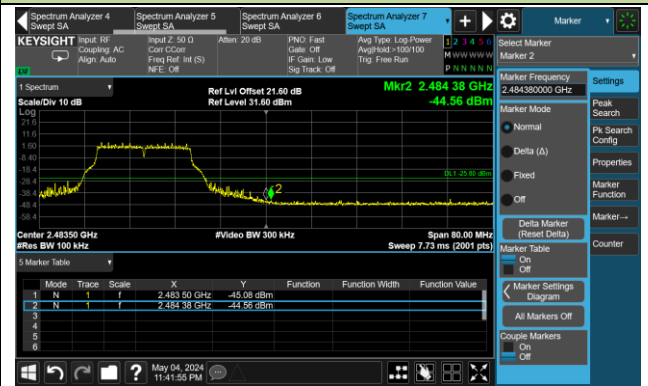 Spectrum Analyzer 4
Swept SA
Spectrum Analyzer 5
Swept SA
Spectrum Analyzer 6
Swept SA
Spectrum Analyzer 7
Swept SA
Marker
KEYSIGHT
Input: RF
Coupling: AC
Align: Auto
Input Z: 50 Ω
Corr CCorr
Freq Ref: Int (S)
NFE: Off
Atten: 20 dB
PNO: Fast
Gate: Off
IF Gain: Low
Sig Track: Off
Avg Type: Log-Power
Avg|Hold:>100/100
Trig: Free Run
1 2 3 4 5 6
M W W W W W
P N N N N N
LXI
1 Spectrum
Scale/Div 10 dB
Log
Ref Lvl Offset 21.60 dB
Ref Level 31.60 dBm
Mkr2 2.484 38 GHz
-44.56 dBm
21.6
11.6
1.60
-8.40
-18.4
-28.4
-38.4
-48.4
-58.4
DL1 -25.80 dBm
2
Center 2.48350 GHz
#Res BW 100 kHz
#Video BW 300 kHz
Span 80.00 MHz
Sweep 7.73 ms (2001 pts)
5 Marker Table
Mode Trace Scale X Y Function Function Width Function Value
1 N 1 f 2.483 50 GHz -45.08 dBm
2 N 1 f 2.484 38 GHz -44.56 dBm
3
4
5
6
May 04, 2024
11:41:55 PM
Select Marker
Marker 2
Marker Frequency
2.484380000 GHz
Marker Mode
Normal
Delta (Δ)
Fixed
Off
Delta Marker
(Reset Delta)
Marker Table
On
Off
Marker Settings
Diagram
All Markers Off
Couple Markers
On
Off
Settings
Peak
Search
Pk Search
Config
Properties
Marker
Function
Marker→
Counter